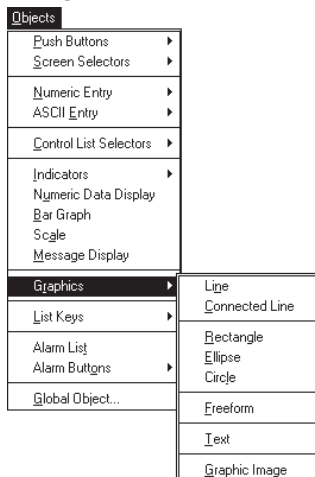 Objects
Push Buttons
Screen Selectors
Numeric Entry
ASCII Entry
Control List Selectors
Indicators
Numeric Data Display
Bar Graph
Scale
Message Display
Graphics
List Keys
Alarm List
Alarm Buttons
Global Object...
Line
Connected Line
Rectangle
Ellipse
Circle
Freeform
Text
Graphic Image